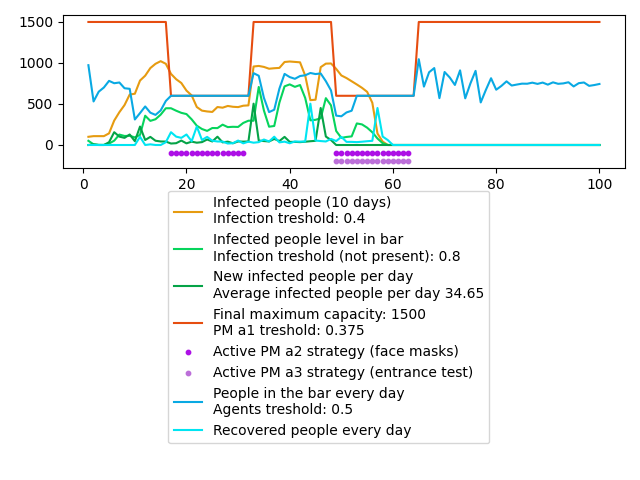 1500
1000
500
0
0 20 40 60 80 100
Infected people (10 days)
Infection treshold: 0.4
Infected people level in bar
Infection treshold (not present): 0.8
New infected people per day
Average infected people per day 34.65
Final maximum capacity: 1500
PM a1 treshold: 0.375
Active PM a2 strategy (face masks)
Active PM a3 strategy (entrance test)
People in the bar every day
Agents treshold: 0.5
Recovered people every day